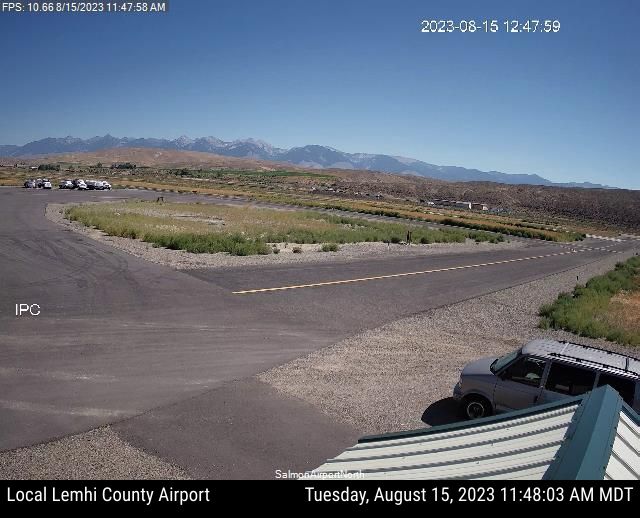 FPS: 10.66 8/15/2023 11:47:58 AM
2023-08-15 12:47:59
IPC
SalmonAirportNorth
Local Lemhi County Airport
Tuesday, August 15, 2023 11:48:03 AM MDT